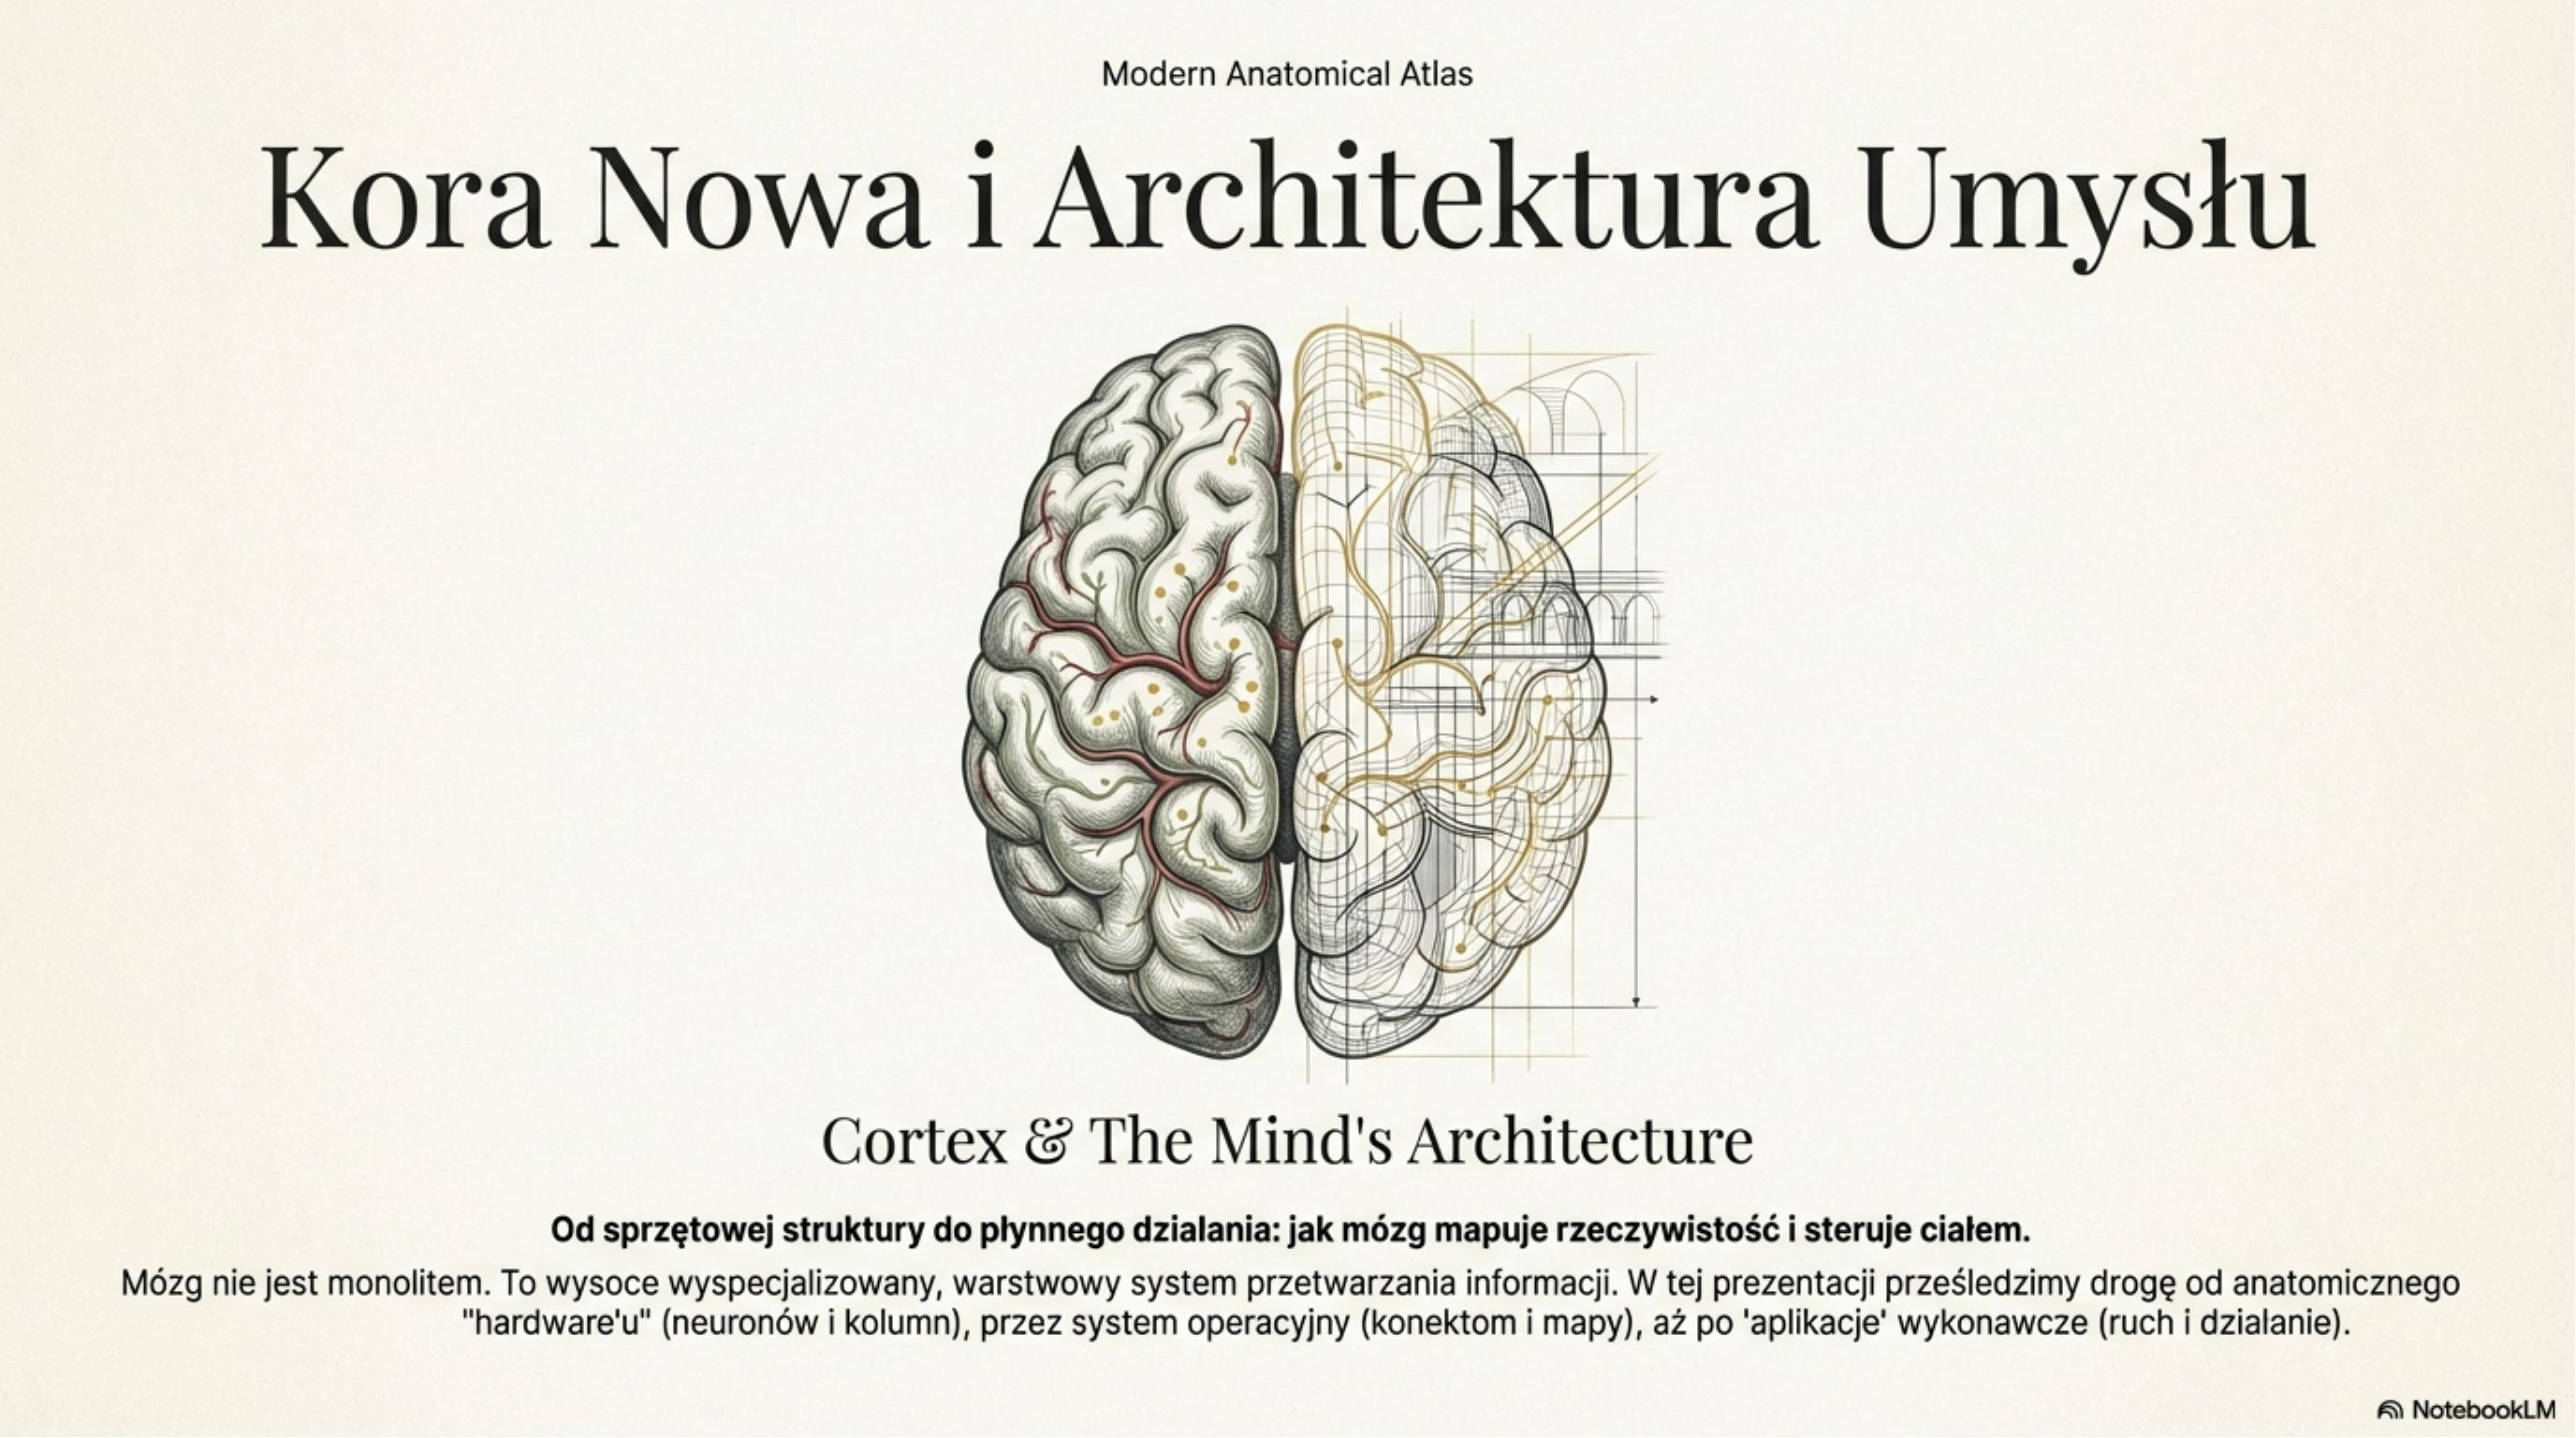 Modern Anatomical Atlas
Kora Nowa i Architektura Umysłu
Cortex & The Mind's Architecture
Od sprzętowej struktury do płynnego dzialania: jak mózg mapuje rzeczywistość i steruje ciałem.
Mózg nie jest monolitem. To wysoce wyspecjalizowany, warstwowy system przetwarzania informacji. W tej prezentacji prześledzimy drogę od anatomicznego
"hardware'u" (neuronów i kolumn), przez system operacyjny (konektom i mapy), aż po 'aplikacje' wykonawcze (ruch i dzialanie).
NotebookLM